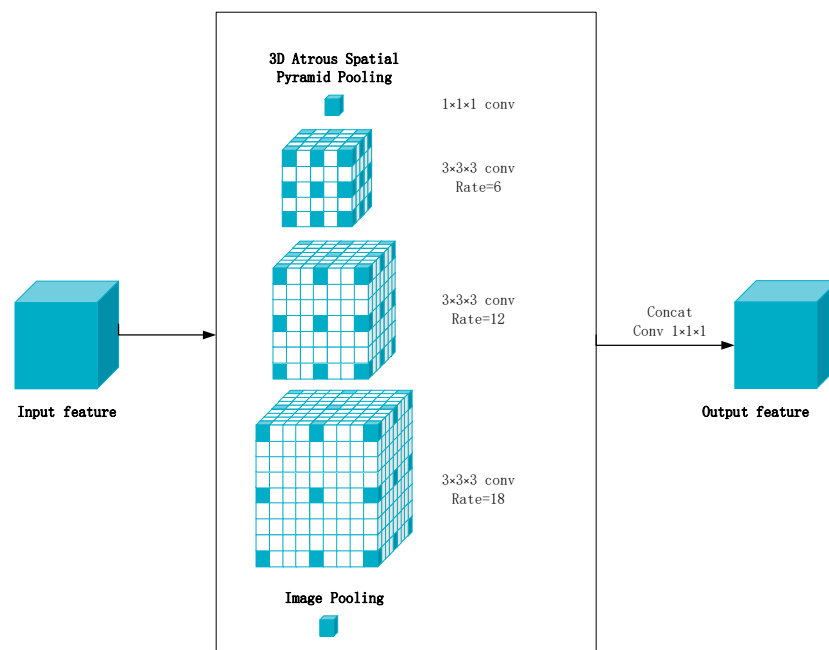 3D Atrous Spatial
Pyramid Pooling
1×1×1 conv
3×3×3 conv
Rate=6
3×3×3 conv
Rate=12
Concat
Conv 1×1×1
Input feature
Output feature
3×3×3 conv
Rate=18
Image Pooling